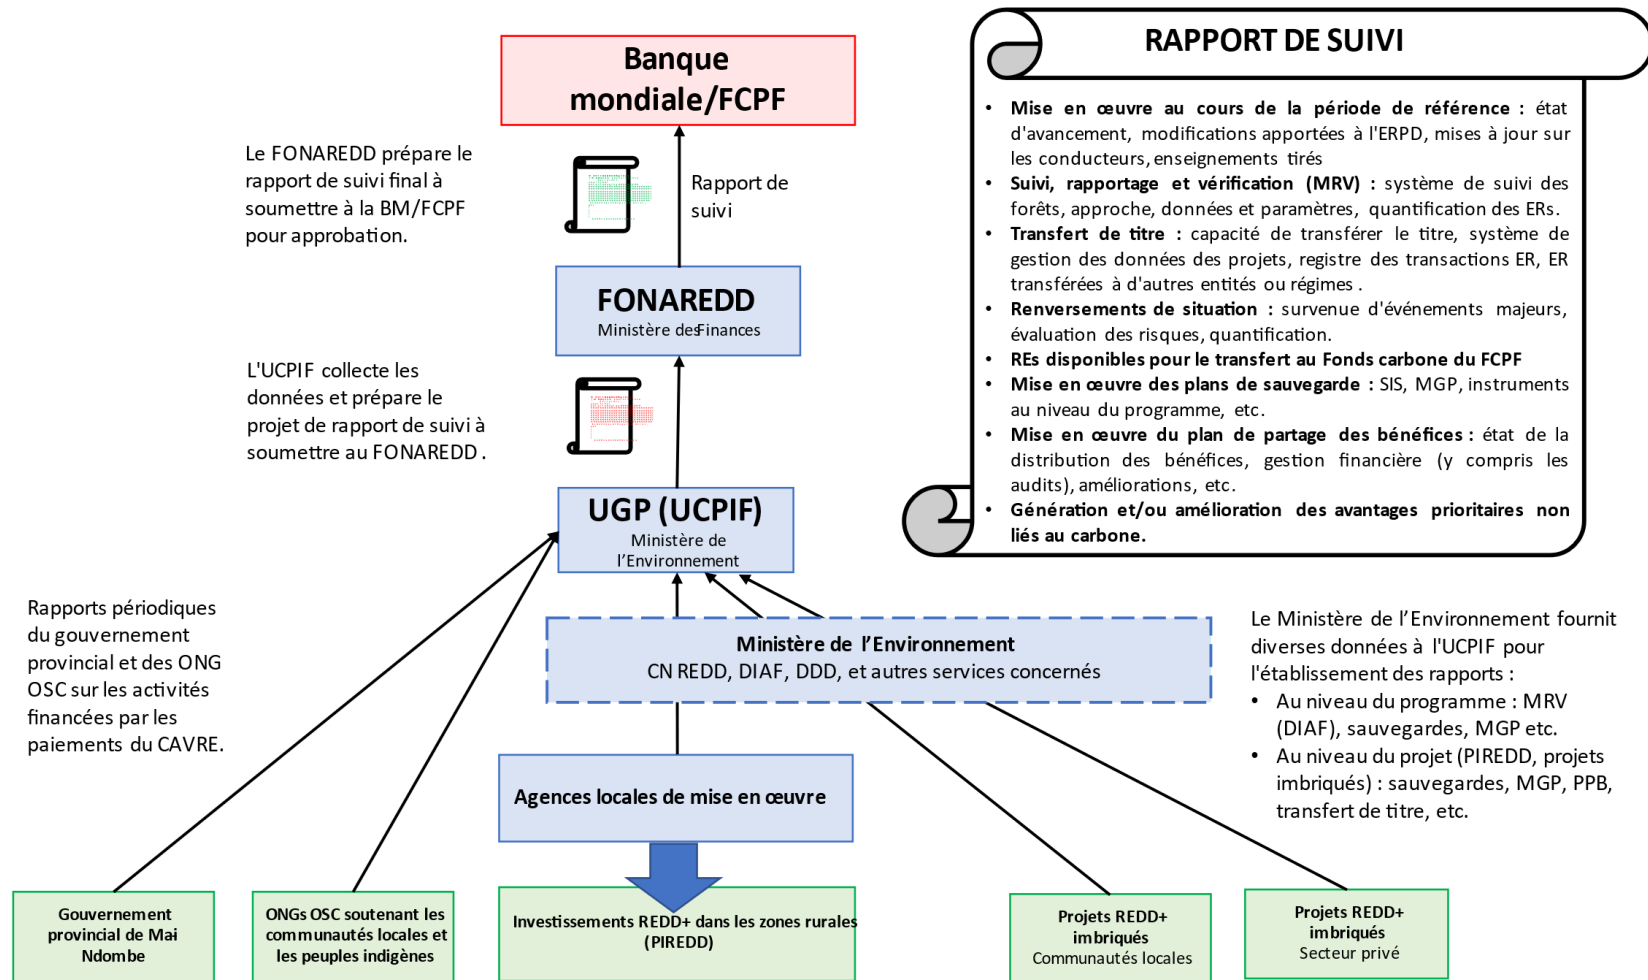 Banque
mondiale/FCPF
Le FONAREDD prépare le
rapport de suivi final à
soumettre à la BM/FCPF
pour approbation.
Rapport de
suivi
FONAREDD
Ministère des Finances
L'UCPIF collecte les
données et prépare le
projet de rapport de suivi à
soumettre au FONAREDD .
UGP (UCPIF)
Ministère de
l'Environnement
RAPPORT DE SUIVI
• Mise en œuvre au cours de la période de référence : état
d'avancement, modifications apportées à l'ERPD, mises à jour sur
les conducteurs, enseignements tirés
• Suivi, rapportage et vérification (MRV) : système de suivi des
forêts, approche, données et paramètres, quantification des ERs.
• Transfert de titre : capacité de transférer le titre, système de
gestion des données des projets, registre des transactions ER, ER
transférées à d'autres entités ou régimes .
• Renversements de situation : survenue d'événements majeurs,
évaluation des risques, quantification.
• REs disponibles pour le transfert au Fonds carbone du FCPF
• Mise en œuvre des plans de sauvegarde : SIS, MGP, instruments
au niveau du programme, etc.
• Mise en œuvre du plan de partage des bénéfices : état de la
distribution des bénéfices, gestion financière (y compris les
audits), améliorations, etc.
• Génération et/ou amélioration des avantages prioritaires non
liés au carbone.
Rapports périodiques
du gouvernement
provincial et des ONG
OSC sur les activités
financées par les
paiements du CAVRE.
Ministère de l'Environnement
CN REDD, DIAF, DDD, et autres services concernés
Le Ministère de l'Environnement fournit
diverses données à l'UCPIF pour
l'établissement des rapports :
• Au niveau du programme : MRV
(DIAF), sauvegardes, MGP etc.
• Au niveau du projet (PIREDD, projets
imbriqués) : sauvegardes, MGP, PPB,
transfert de titre, etc.
Agences locales de mise en œuvre
Gouvernement
provincial de Mai
Ndombe
ONGs OSC soutenant les
communautés locales et
les peuples indigènes
Investissements REDD+ dans les zones rurales
(PIREDD)
Projets REDD+
imbriqués
Communautés locales
Projets REDD+
imbriqués
Secteur privé